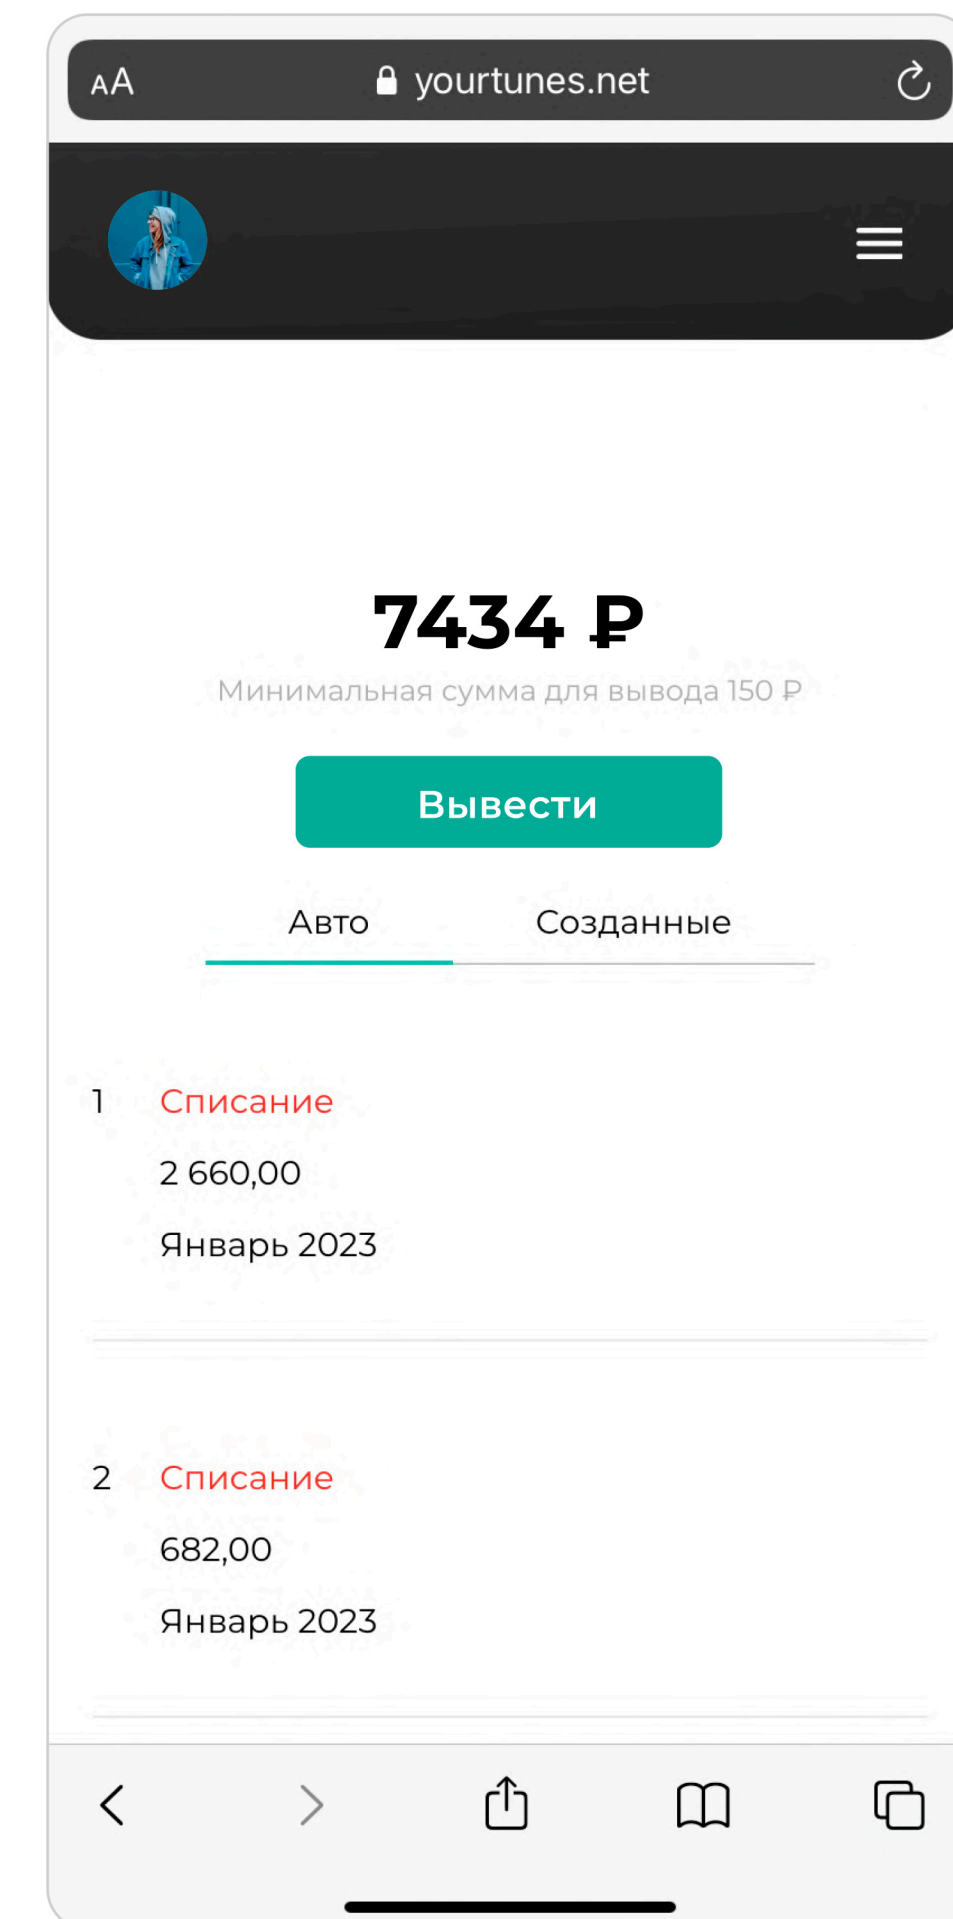 AA yourtunes.net
7434 ₽
Минимальная сумма для вывода 150 ₽
Вывести
Авто Созданные
1 Списание
2 660,00
Январь 2023
2 Списание
682,00
Январь 2023